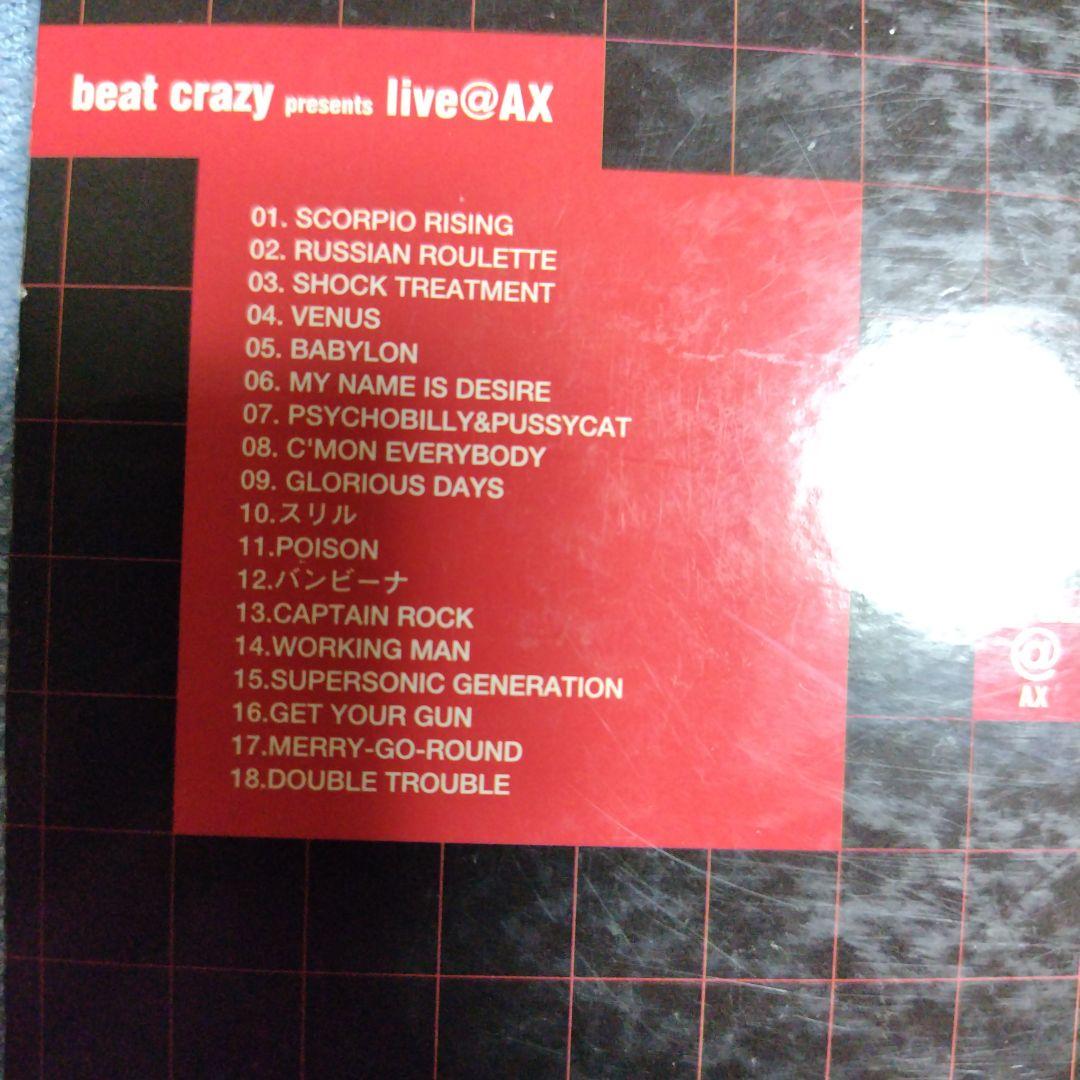 beat crazy presents live@AX
01. SCORPIO RISING
02. RUSSIAN ROULETTE
03. SHOCK TREATMENT
04. VENUS
05. BABYLON
06. MY NAME IS DESIRE
07. PSYCHOBILLY&PUSSYCAT
08. C'MON EVERYBODY
09. GLORIOUS DAYS
10.スリル
11.POISON
12.バンビーナ
13.CAPTAIN ROCK
14.WORKING MAN
15.SUPERSONIC GENERATION
16.GET YOUR GUN
17.MERRY-GO-ROUND
18.DOUBLE TROUBLE
@
AX